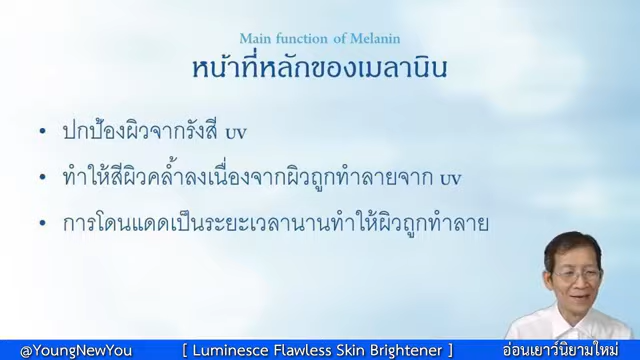 Main function of Melanin
หน้าที่หลักของเมลานิน
• ปกป้องผิวจากรังสี UV
• ทำให้สีผิวคล้ำลงเนื่องจากผิวถูกทำลายจาก UV
• การโดนแดดเป็นระยะเวลานานทำให้ผิวถูกทำลาย
@YoungNewYou [ Luminesce Flawless Skin Brightener ] อ่อนเยาว์นิยามใหม่